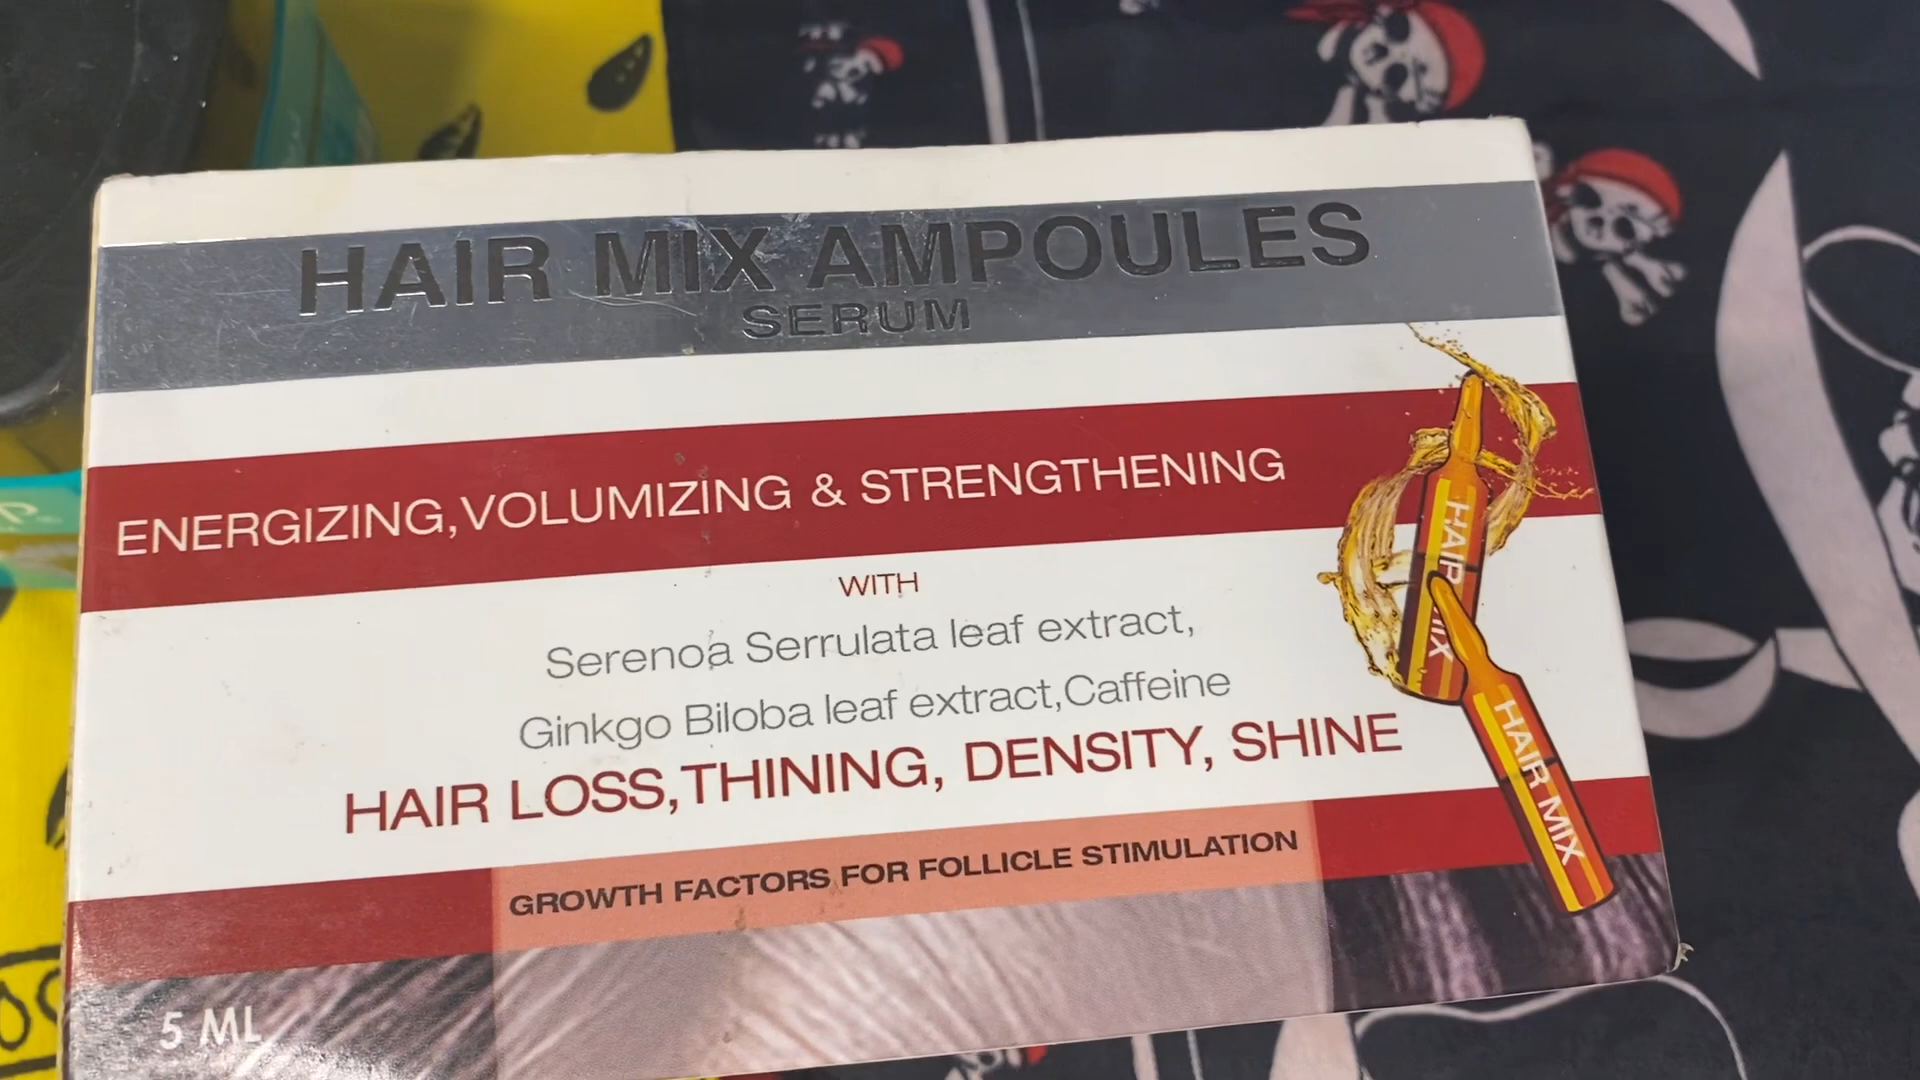 HAIR MIX AMPOULES
SERUM
ENERGIZING,VOLUMIZING & STRENGTHENING
WITH
Serenoa Serrulata leaf extract,
Ginkgo Biloba leaf extract,Caffeine
HAIR LOSS,THINING, DENSITY, SHINE
GROWTH FACTORS FOR FOLLICLE STIMULATION
5 ML
HAIR MIX
HAIR MIX